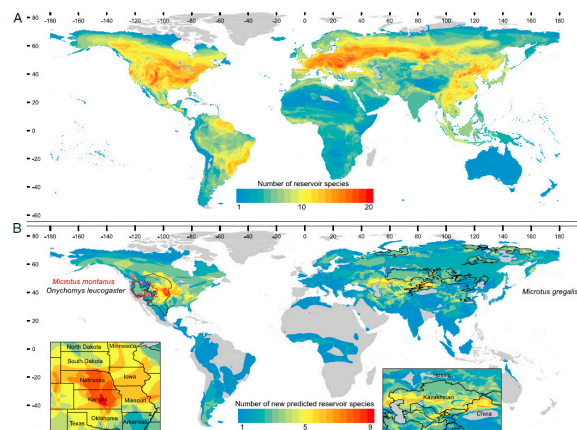 A
-180 -160 -140 -120 -100 -80 -60 -40 -20 0 20 40 60 80 100 120 140 160 180
80
60
40
20
0
-20
-40
-60
Number of reservoir species
1 10 20
B
-180 -160 -140 -120 -100 -80 -60 -40 -20 0 20 40 60 80 100 120 140 160 180
80
60
40
20
0
-20
-40
Microtus montanus
Onychomys leucogaster
Microtus gregalis
North Dakota
Minnesota
South Dakota
Iowa
Nebraska
Kansas
Missouri
Oklahoma
Arkansas
Texas
Number of new predicted reservoir species
1 5 9
Russia
Kazakhstan
China